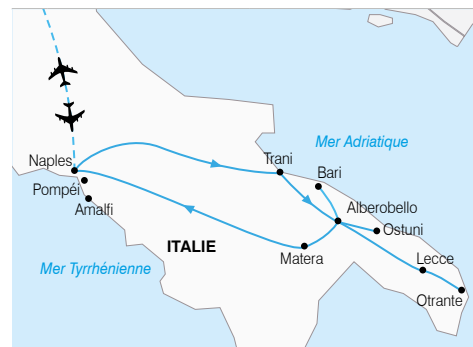 Mer Adriatique
Naples
Trani
Bari
Pompéi
Amalfi
Alberobello
Ostuni
ITALIE
Matera
Lecce
Mer Tyrrhénienne
Otrante